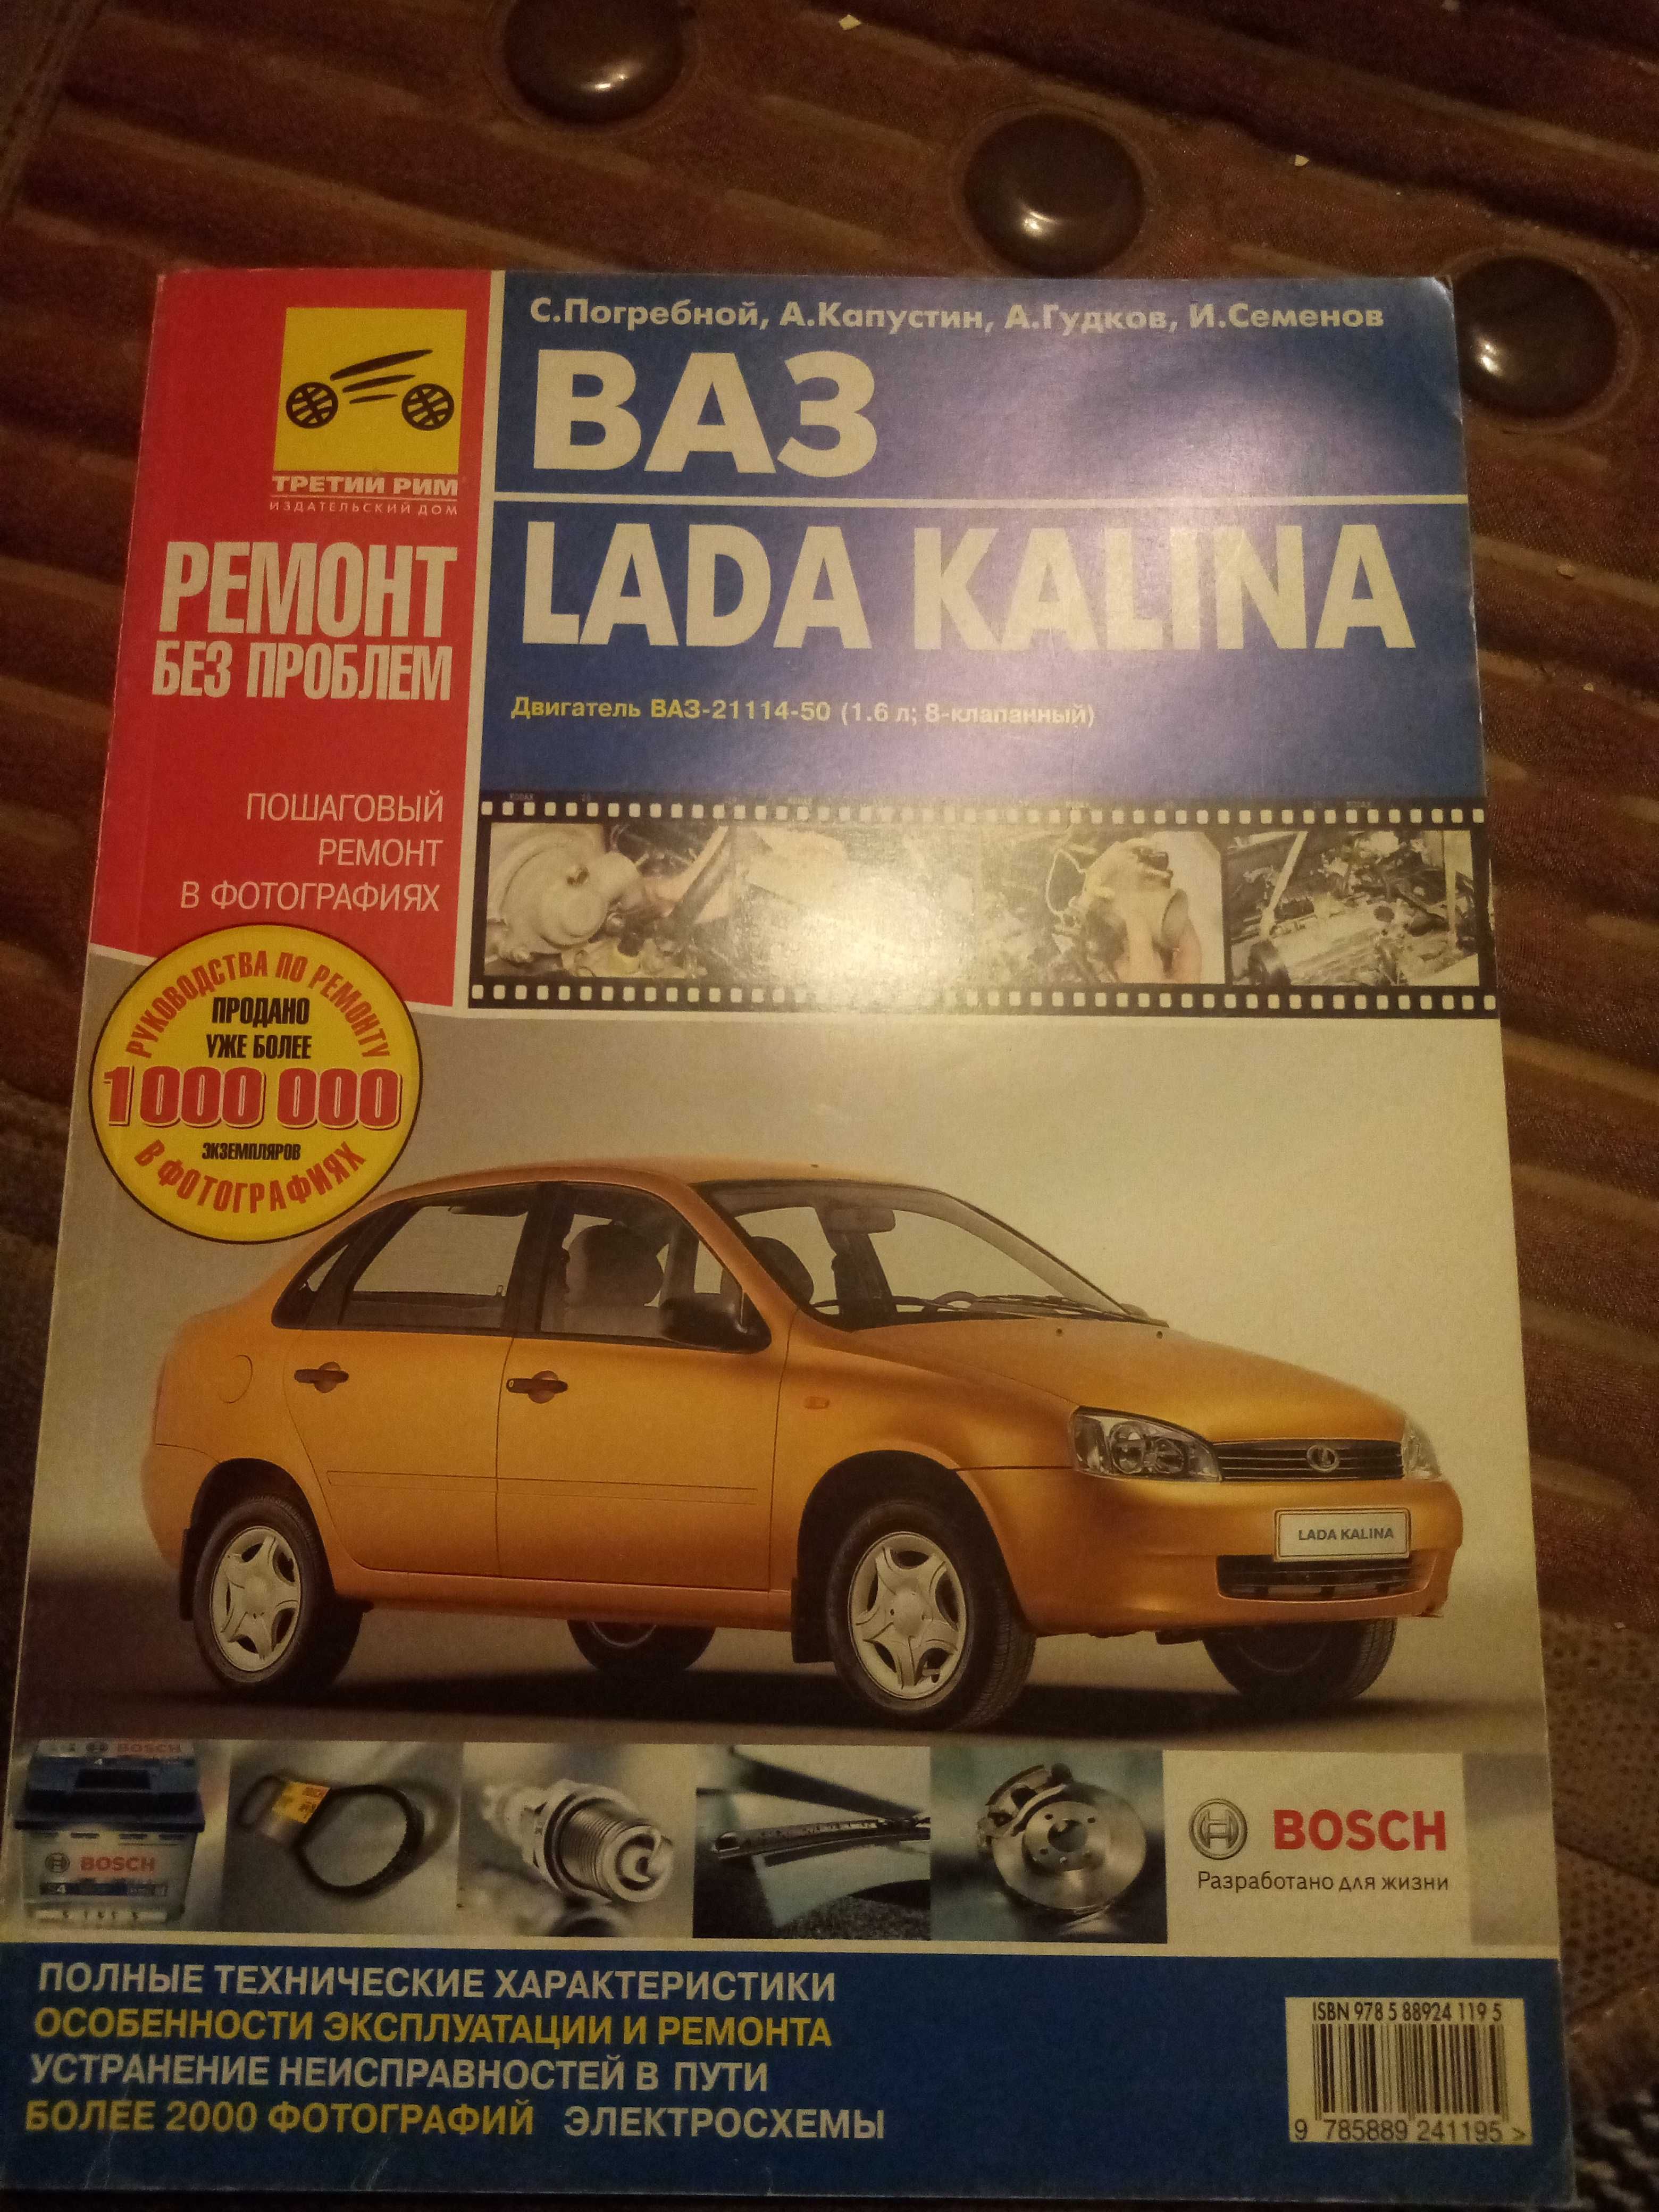 С.Погребной, А.Капустин, А.Гудков, И.Семенов
ВАЗ
LADA KALINA
Двигатель ВАЗ-21114-50 (1.6 л; 8-клапанный)
ТРЕТИЙ РИМ
ИЗДАТЕЛЬСКИЙ ДОМ
РЕМОНТ
БЕЗ ПРОБЛЕМ
ПОШАГОВЫЙ
РЕМОНТ
В ФОТОГРАФИЯХ
РУКОВОДСТВА ПО РЕМОНТУ
ПРОДАНО
УЖЕ БОЛЕЕ
1 000 000
ЭКЗЕМПЛЯРОВ
В ФОТОГРАФИЯХ
LADA KALINA
BOSCH
BOSCH
BOSCH
Разработано для жизни
ПОЛНЫЕ ТЕХНИЧЕСКИЕ ХАРАКТЕРИСТИКИ
ОСОБЕННОСТИ ЭКСПЛУАТАЦИИ И РЕМОНТА
УСТРАНЕНИЕ НЕИСПРАВНОСТЕЙ В ПУТИ
БОЛЕЕ 2000 ФОТОГРАФИЙ ЭЛЕКТРОСХЕМЫ
ISBN 978 5 88924 119 5
9 785889 241195 >